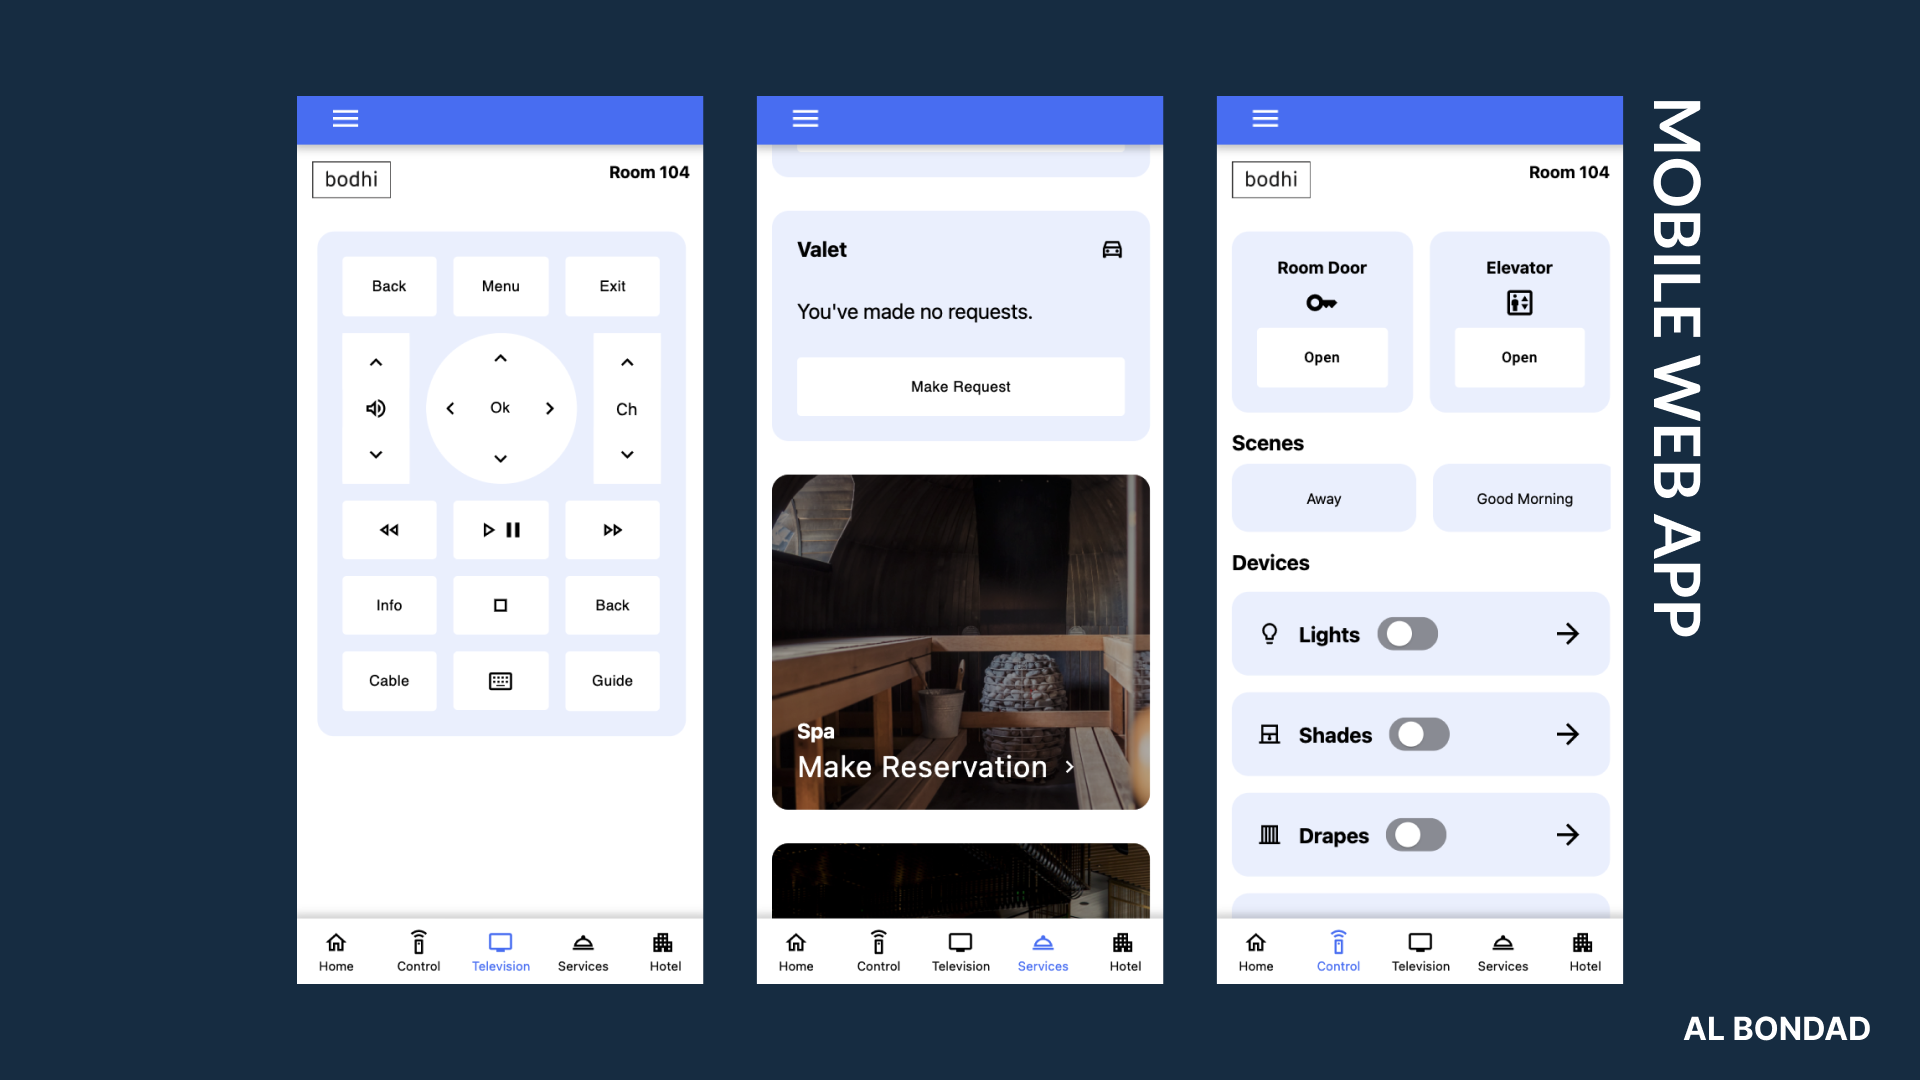 bodhi
Room 104
Back
Menu
Exit
Ok
Ch
Info
Back
Cable
Guide
Home
Control
Television
Services
Hotel
Valet
You've made no requests.
Make Request
Spa
Make Reservation
Home
Control
Television
Services
Hotel
bodhi
Room 104
Room Door
Open
Elevator
Open
Scenes
Away
Good Morning
Devices
Lights
Shades
Drapes
Home
Control
Television
Services
Hotel
MOBILE WEB APP
AL BONDAD